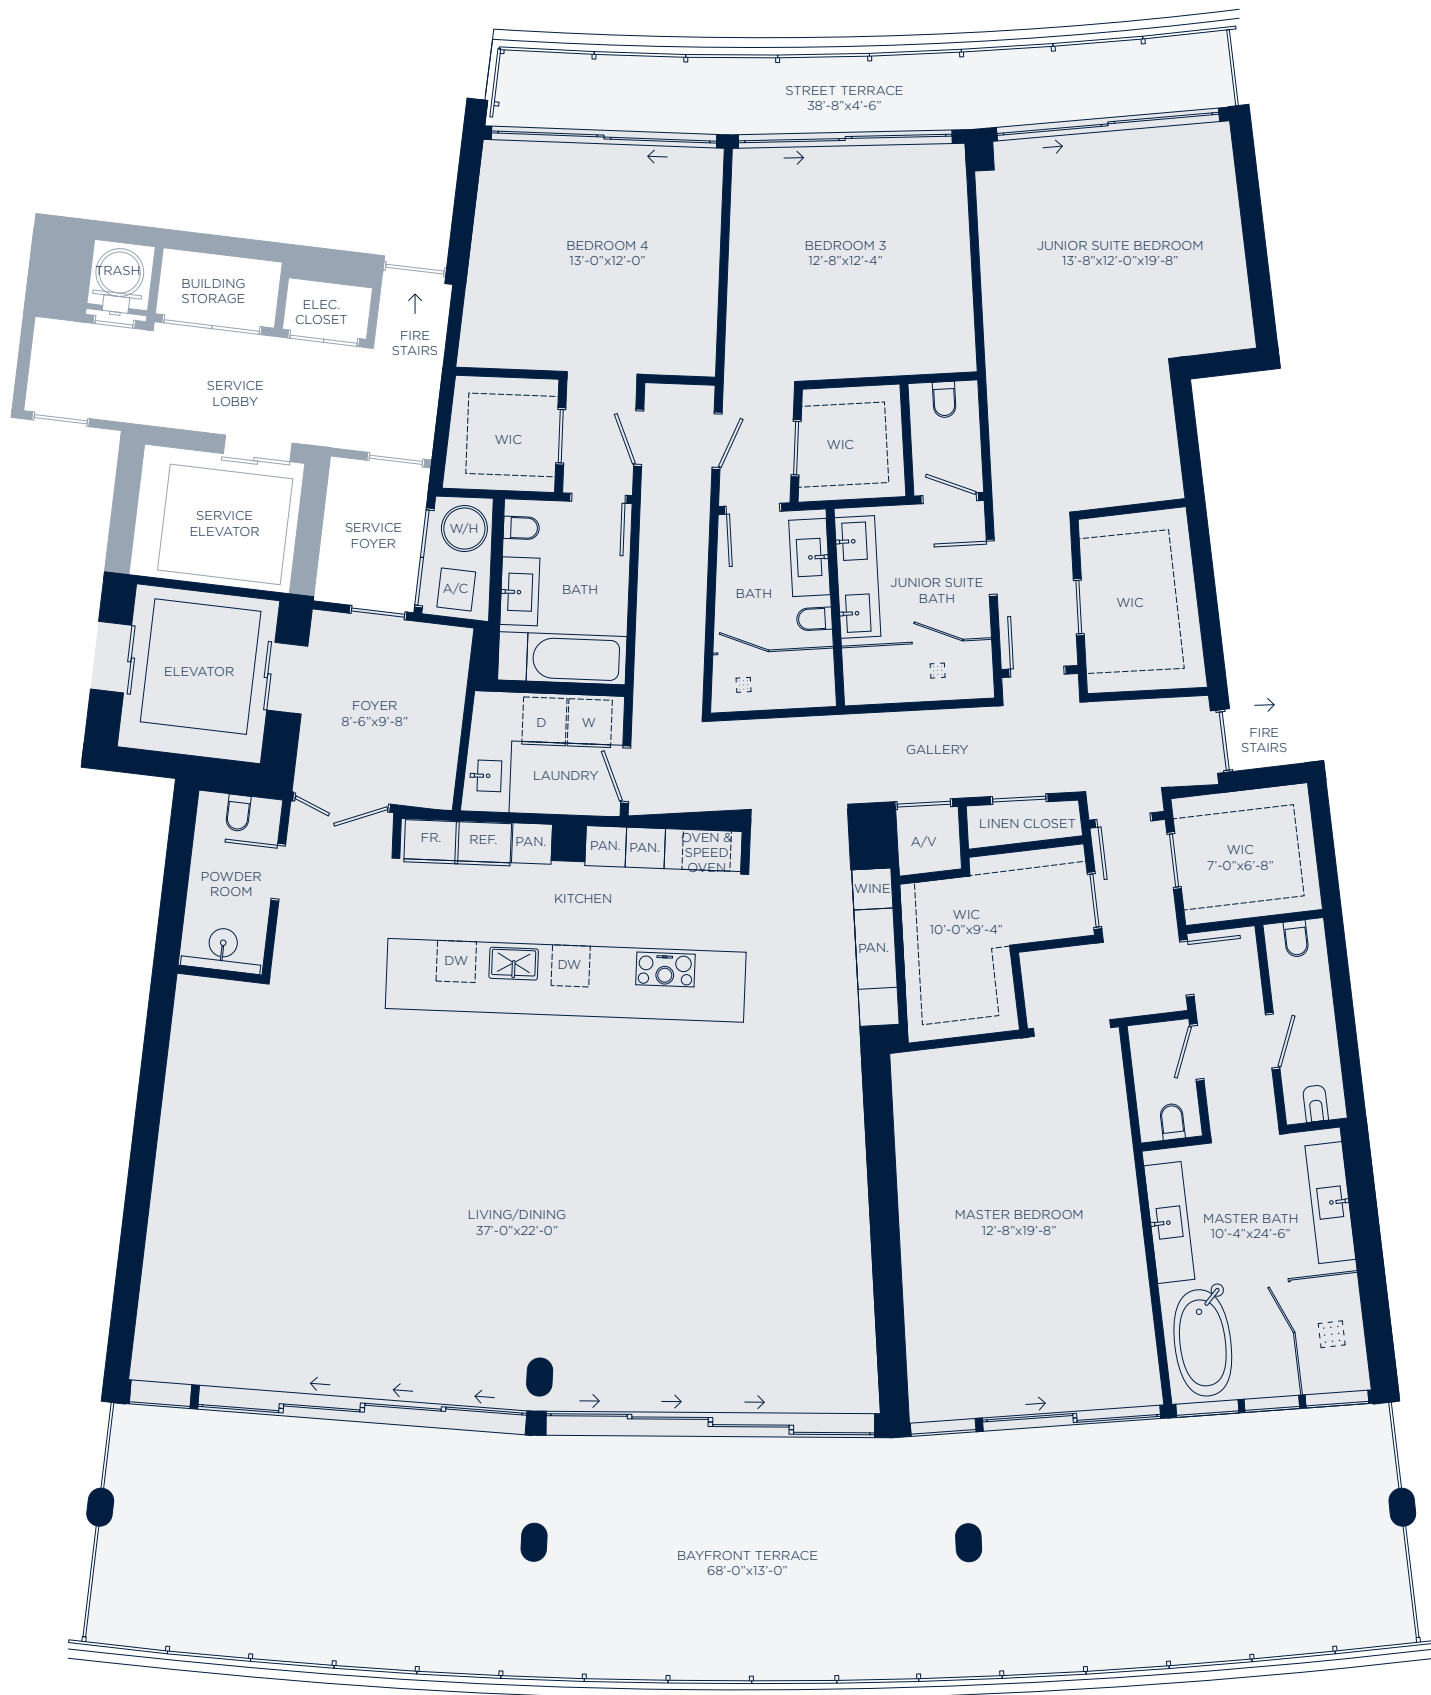 STREET TERRACE
38'-8”x4'-6”
BEDROOM 4
13'-0”x12'-0”
BEDROOM 3
12'-8”x12'-4”
JUNIOR SUITE BEDROOM
13'-8”x12'-0”x19'-8”
TRASH
BUILDING
STORAGE
ELEC.
CLOSET
FIRE
STAIRS
SERVICE
LOBBY
WIC
WIC
SERVICE
ELEVATOR
SERVICE
FOYER
W/H
A/C
BATH
BATH
JUNIOR SUITE
BATH
WIC
ELEVATOR
FOYER
8'-6”x9'-8”
D
W
LAUNDRY
GALLERY
FIRE
STAIRS
FR.
REF.
PAN.
PAN.
PAN.
OVEN &
SPEED
OVEN
A/V
LINEN CLOSET
WIC
7'-0”x6'-8”
POWDER
ROOM
KITCHEN
WINE
PAN.
WIC
10'-0”x9'-4”
DW
DW
LIVING/DINING
37'-0”x22'-0”
MASTER BEDROOM
12'-8”x19'-8”
MASTER BATH
10'-4”x24'-6”
BAYFRONT TERRACE
68'-0”x13'-0”